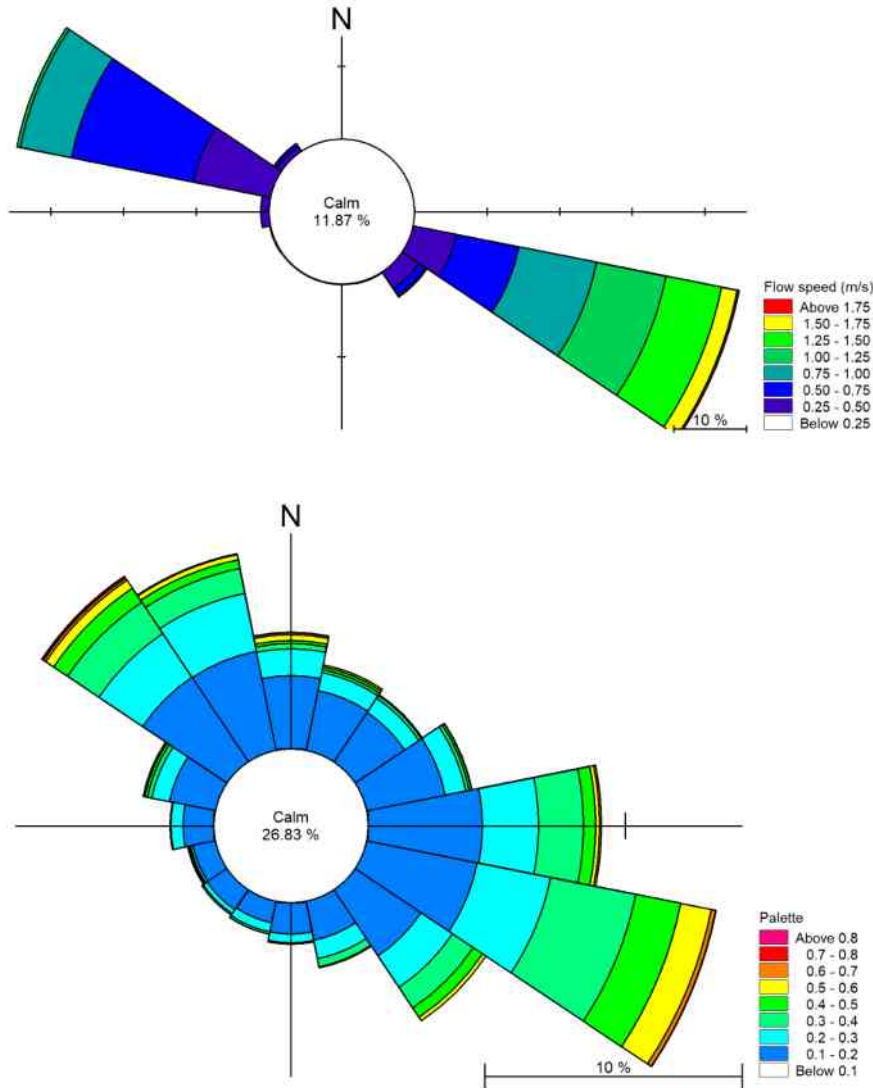 N
Calm
11.87 %
Flow speed (m/s)
Above 1.75
1.50 - 1.75
1.25 - 1.50
1.00 - 1.25
0.75 - 1.00
0.50 - 0.75
0.25 - 0.50
Below 0.25
10 %
N
Calm
26.83 %
Palette
Above 0.8
0.7 - 0.8
0.6 - 0.7
0.5 - 0.6
0.4 - 0.5
0.3 - 0.4
0.2 - 0.3
0.1 - 0.2
Below 0.1
10 %